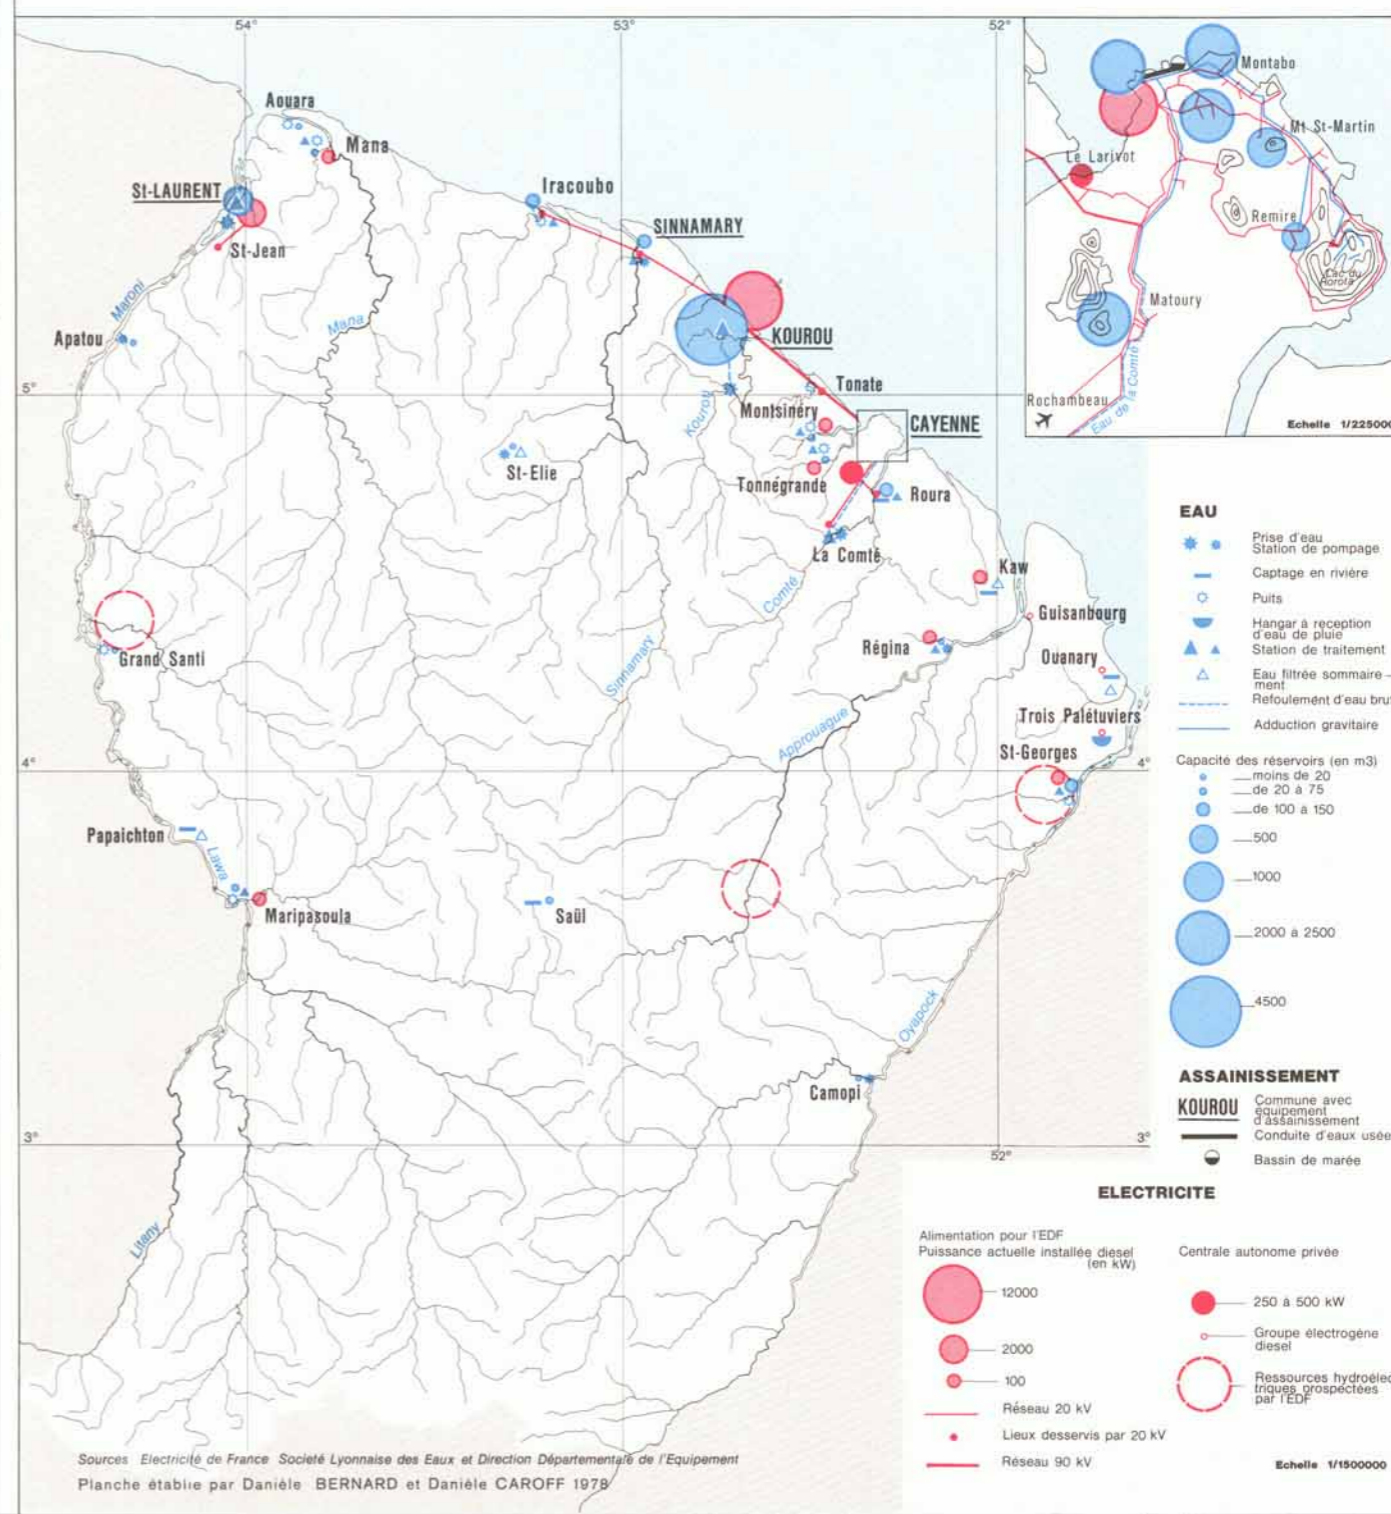 54°
53°
52°
Montabo
Mt St-Martin
Le Larivot
Remire
Lac du
Rorota
Matoury
Rochambeau
Eau de la Comté
Echelle 1/225000
Aouara
Mana
St-LAURENT
Iracoubo
SINNAMARY
St-Jean
Maroni
Mana
Apatou
KOUROU
5°
Tonate
Kourou
Montsinéry
CAYENNE
St-Elie
Tonnégrande
Roura
La Comté
Kaw
Comté
Guisanbourg
Grand Santi
Régina
Ouanary
Sinnamary
Trois Palétuviers
Approuague
St-Georges
4°
4°
Papaichton
Lawa
Maripasoula
Saül
Oyapock
Camopi
3°
52°
3°
Litany
EAU
Prise d'eau
Station de pompage
Captage en rivière
Puits
Hangar à reception
d'eau de pluie
Station de traitement
Eau filtrée sommaire-
ment
Refoulement d'eau brut
Adduction gravitaire
Capacité des réservoirs (en m3)
moins de 20
de 20 à 75
de 100 à 150
500
1000
2000 à 2500
4500
ASSAINISSEMENT
KOUROU
Commune avec
équipement
d'assainissement
Conduite d'eaux usée
Bassin de marée
ELECTRICITE
Alimentation pour l'EDF
Puissance actuelle installée diesel
(en kW)
12000
2000
100
Réseau 20 kV
Lieux desservis par 20 kV
Réseau 90 kV
Centrale autonome privée
250 à 500 kW
Groupe électrogène
diesel
Ressources hydroélec
triques prospectées
par l'EDF
Echelle 1/1500000
Sources Electricité de France Societé Lyonnaise des Eaux et Direction Départementale de l'Equipement
Planche établie par Danièle BERNARD et Danièle CAROFF 1978